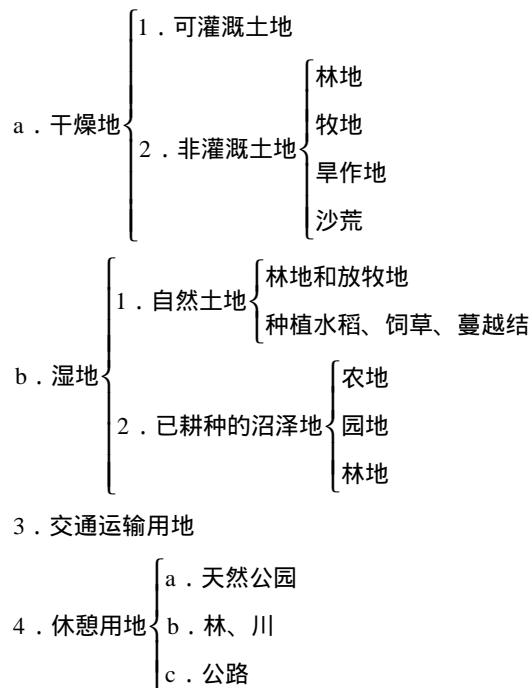 1．可灌溉土地
林地
牧地
a．干燥地
2．非灌溉土地
旱作地
沙荒
林地和放牧地
1．自然土地
种植水稻、饲草、蔓越结
b．湿地
农地
2．已耕种的沼泽地
园地
林地
3．交通运输用地
a．天然公园
4．休憩用地
b．林、川
c．公路